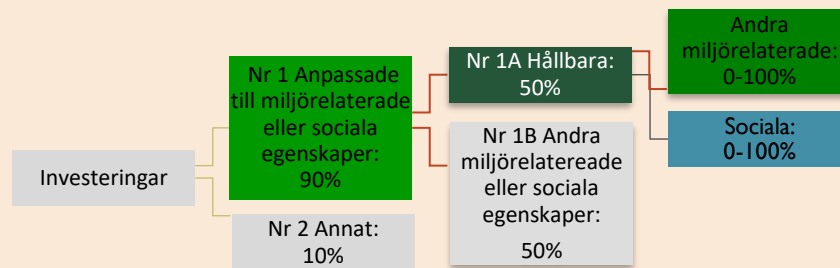 Investeringar
Nr 1 Anpassade
till miljörelaterade
eller sociala
egenskaper:
90%
Nr 2 Annat:
10%
Nr 1A Hållbara:
50%
Nr 1B Andra
miljörelatereade
eller sociala
egenskaper:
50%
Andra
miljörelaterade:
0-100%
Sociala:
0-100%